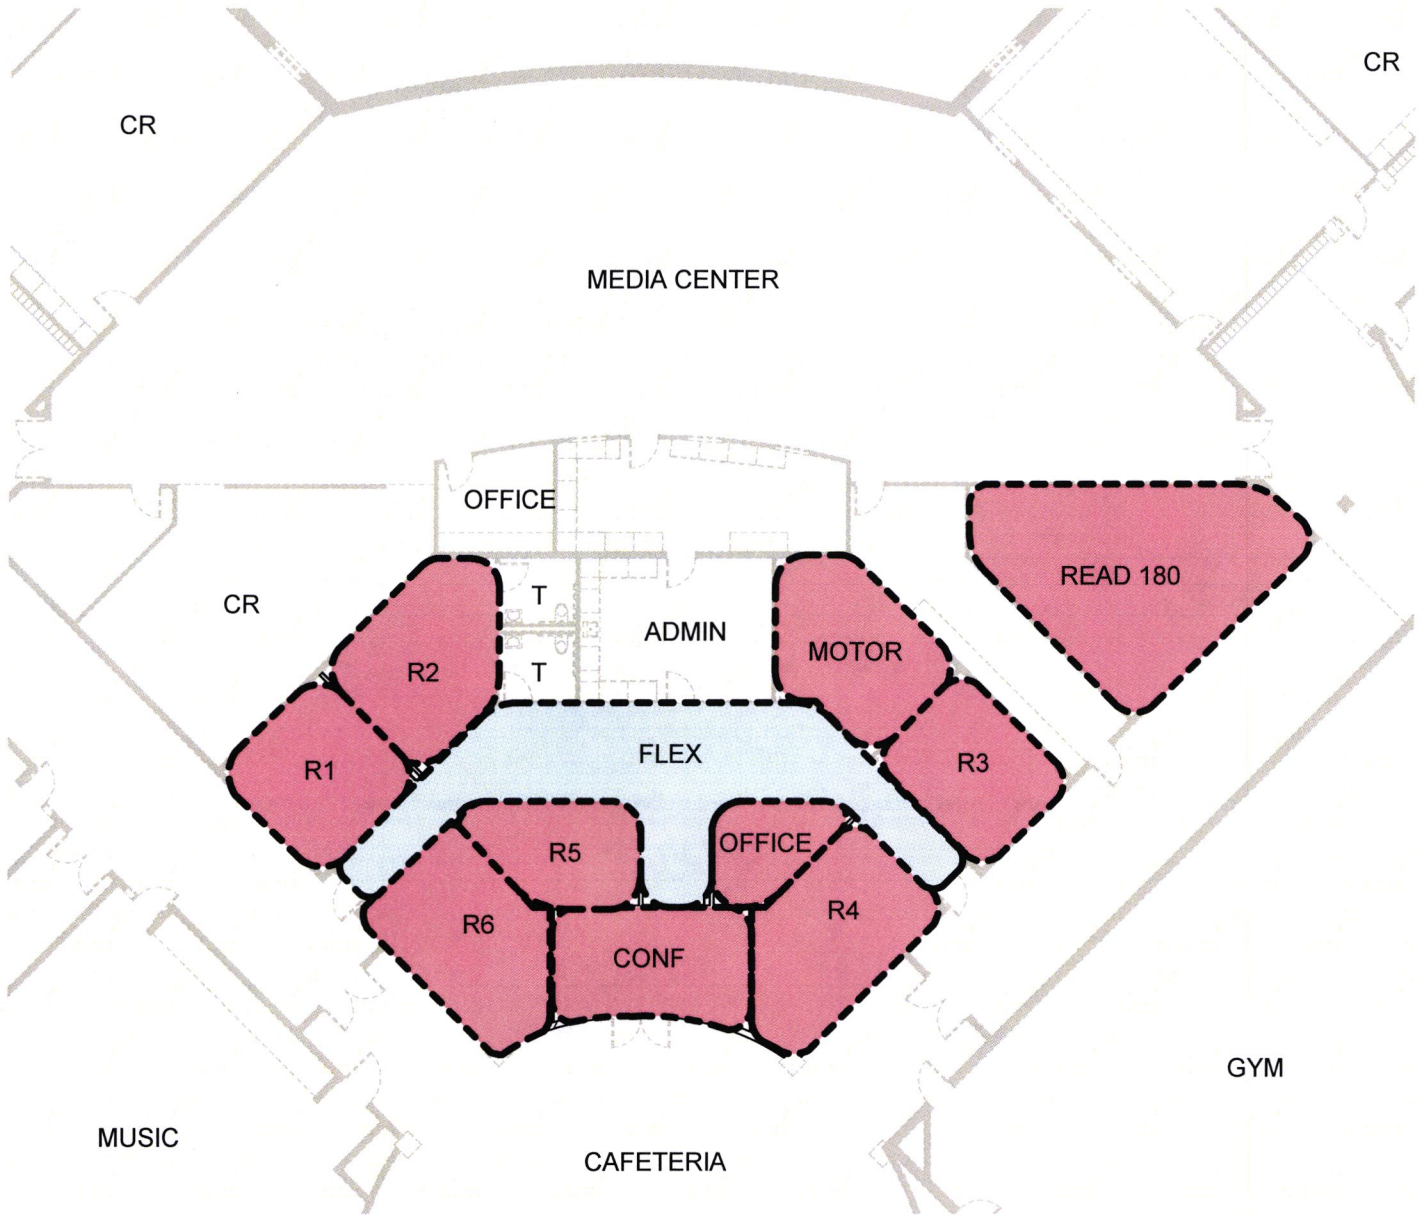 CR
CR
MEDIA CENTER
OFFICE
READ 180
CR
T
ADMIN
MOTOR
R2
T
FLEX
R3
R1
OFFICE
R5
R4
R6
CONF
GYM
MUSIC
CAFETERIA